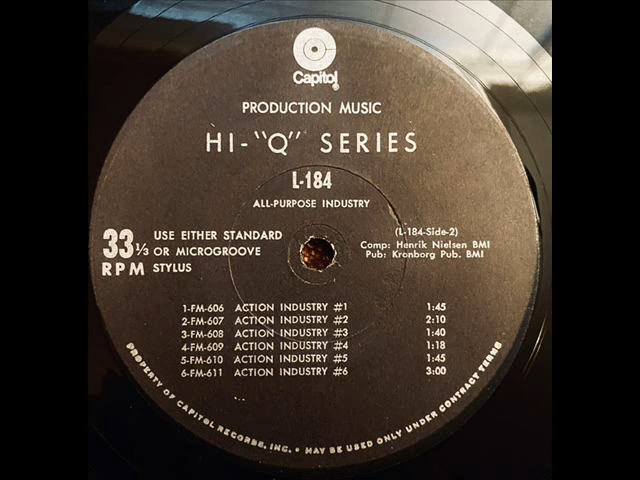 Capitol®
PRODUCTION MUSIC
HI-"Q" SERIES
L-184
ALL-PURPOSE INDUSTRY
33 1/3 RPM
USE EITHER STANDARD
OR MICROGROOVE
STYLUS
(L-184-Side-2)
Comp: Henrik Nielsen BMI
Pub: Kronborg Pub. BMI
1-FM-606 ACTION INDUSTRY #1 1:45
2-FM-607 ACTION INDUSTRY #2 2:10
3-FM-608 ACTION INDUSTRY #3 1:40
4-FM-609 ACTION INDUSTRY #4 1:18
5-FM-610 ACTION INDUSTRY #5 1:45
6-FM-611 ACTION INDUSTRY #6 3:00
PROPERTY OF CAPITOL RECORDS, INC. • MAY BE USED ONLY UNDER CONTRACT TERMS